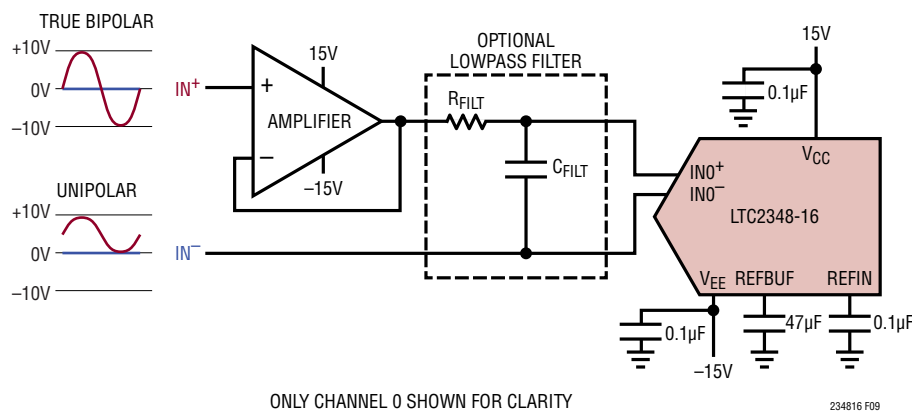 TRUE BIPOLAR
+10V
0V
–10V
IN+
UNIPOLAR
+10V
0V
–10V
IN–
15V
+
AMPLIFIER
–
–15V
OPTIONAL
LOWPASS FILTER
RFILT
CFILT
15V
0.1µF
VCC
IN0+
IN0–
LTC2348-16
VEE
REFBUF
REFIN
0.1µF
–15V
47µF
0.1µF
ONLY CHANNEL 0 SHOWN FOR CLARITY
234816 F09